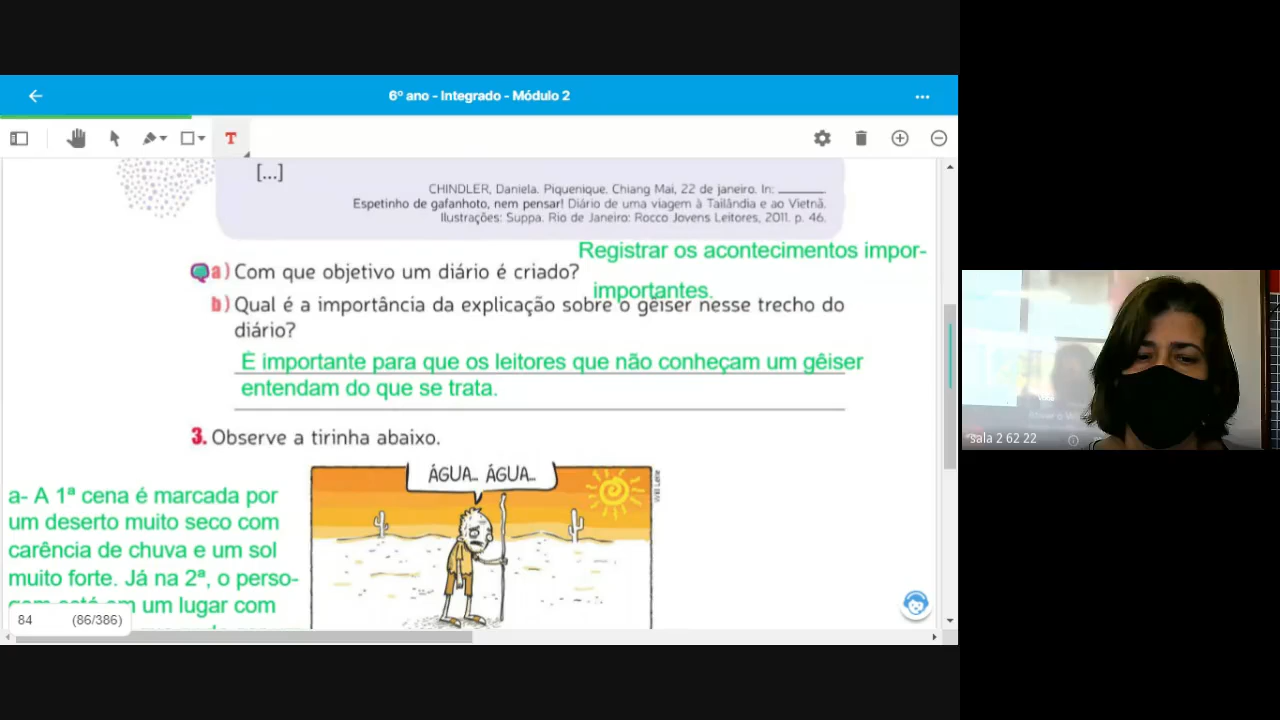 6º ano - Integrado - Módulo 2
T
[...]
CHINDLER, Daniela. Piquenique. Chiang Mai, 22 de janeiro. In: ______.
Espetinho de gafanhoto, nem pensar! Diário de uma viagem à Tailândia e ao Vietnã.
Ilustrações: Suppa. Rio de Janeiro: Rocco Jovens Leitores, 2011. p. 46.
Registrar os acontecimentos impor-
a) Com que objetivo um diário é criado?
importantes.
b) Qual é a importância da explicação sobre o gêiser nesse trecho do
diário?
É importante para que os leitores que não conheçam um gêiser
entendam do que se trata.
3. Observe a tirinha abaixo.
ÁGUA... ÁGUA...
a- A 1ª cena é marcada por
um deserto muito seco com
carência de chuva e um sol
muito forte. Já na 2ª, o perso-
em um lugar com
84 (86/386)
sala 2 62 22